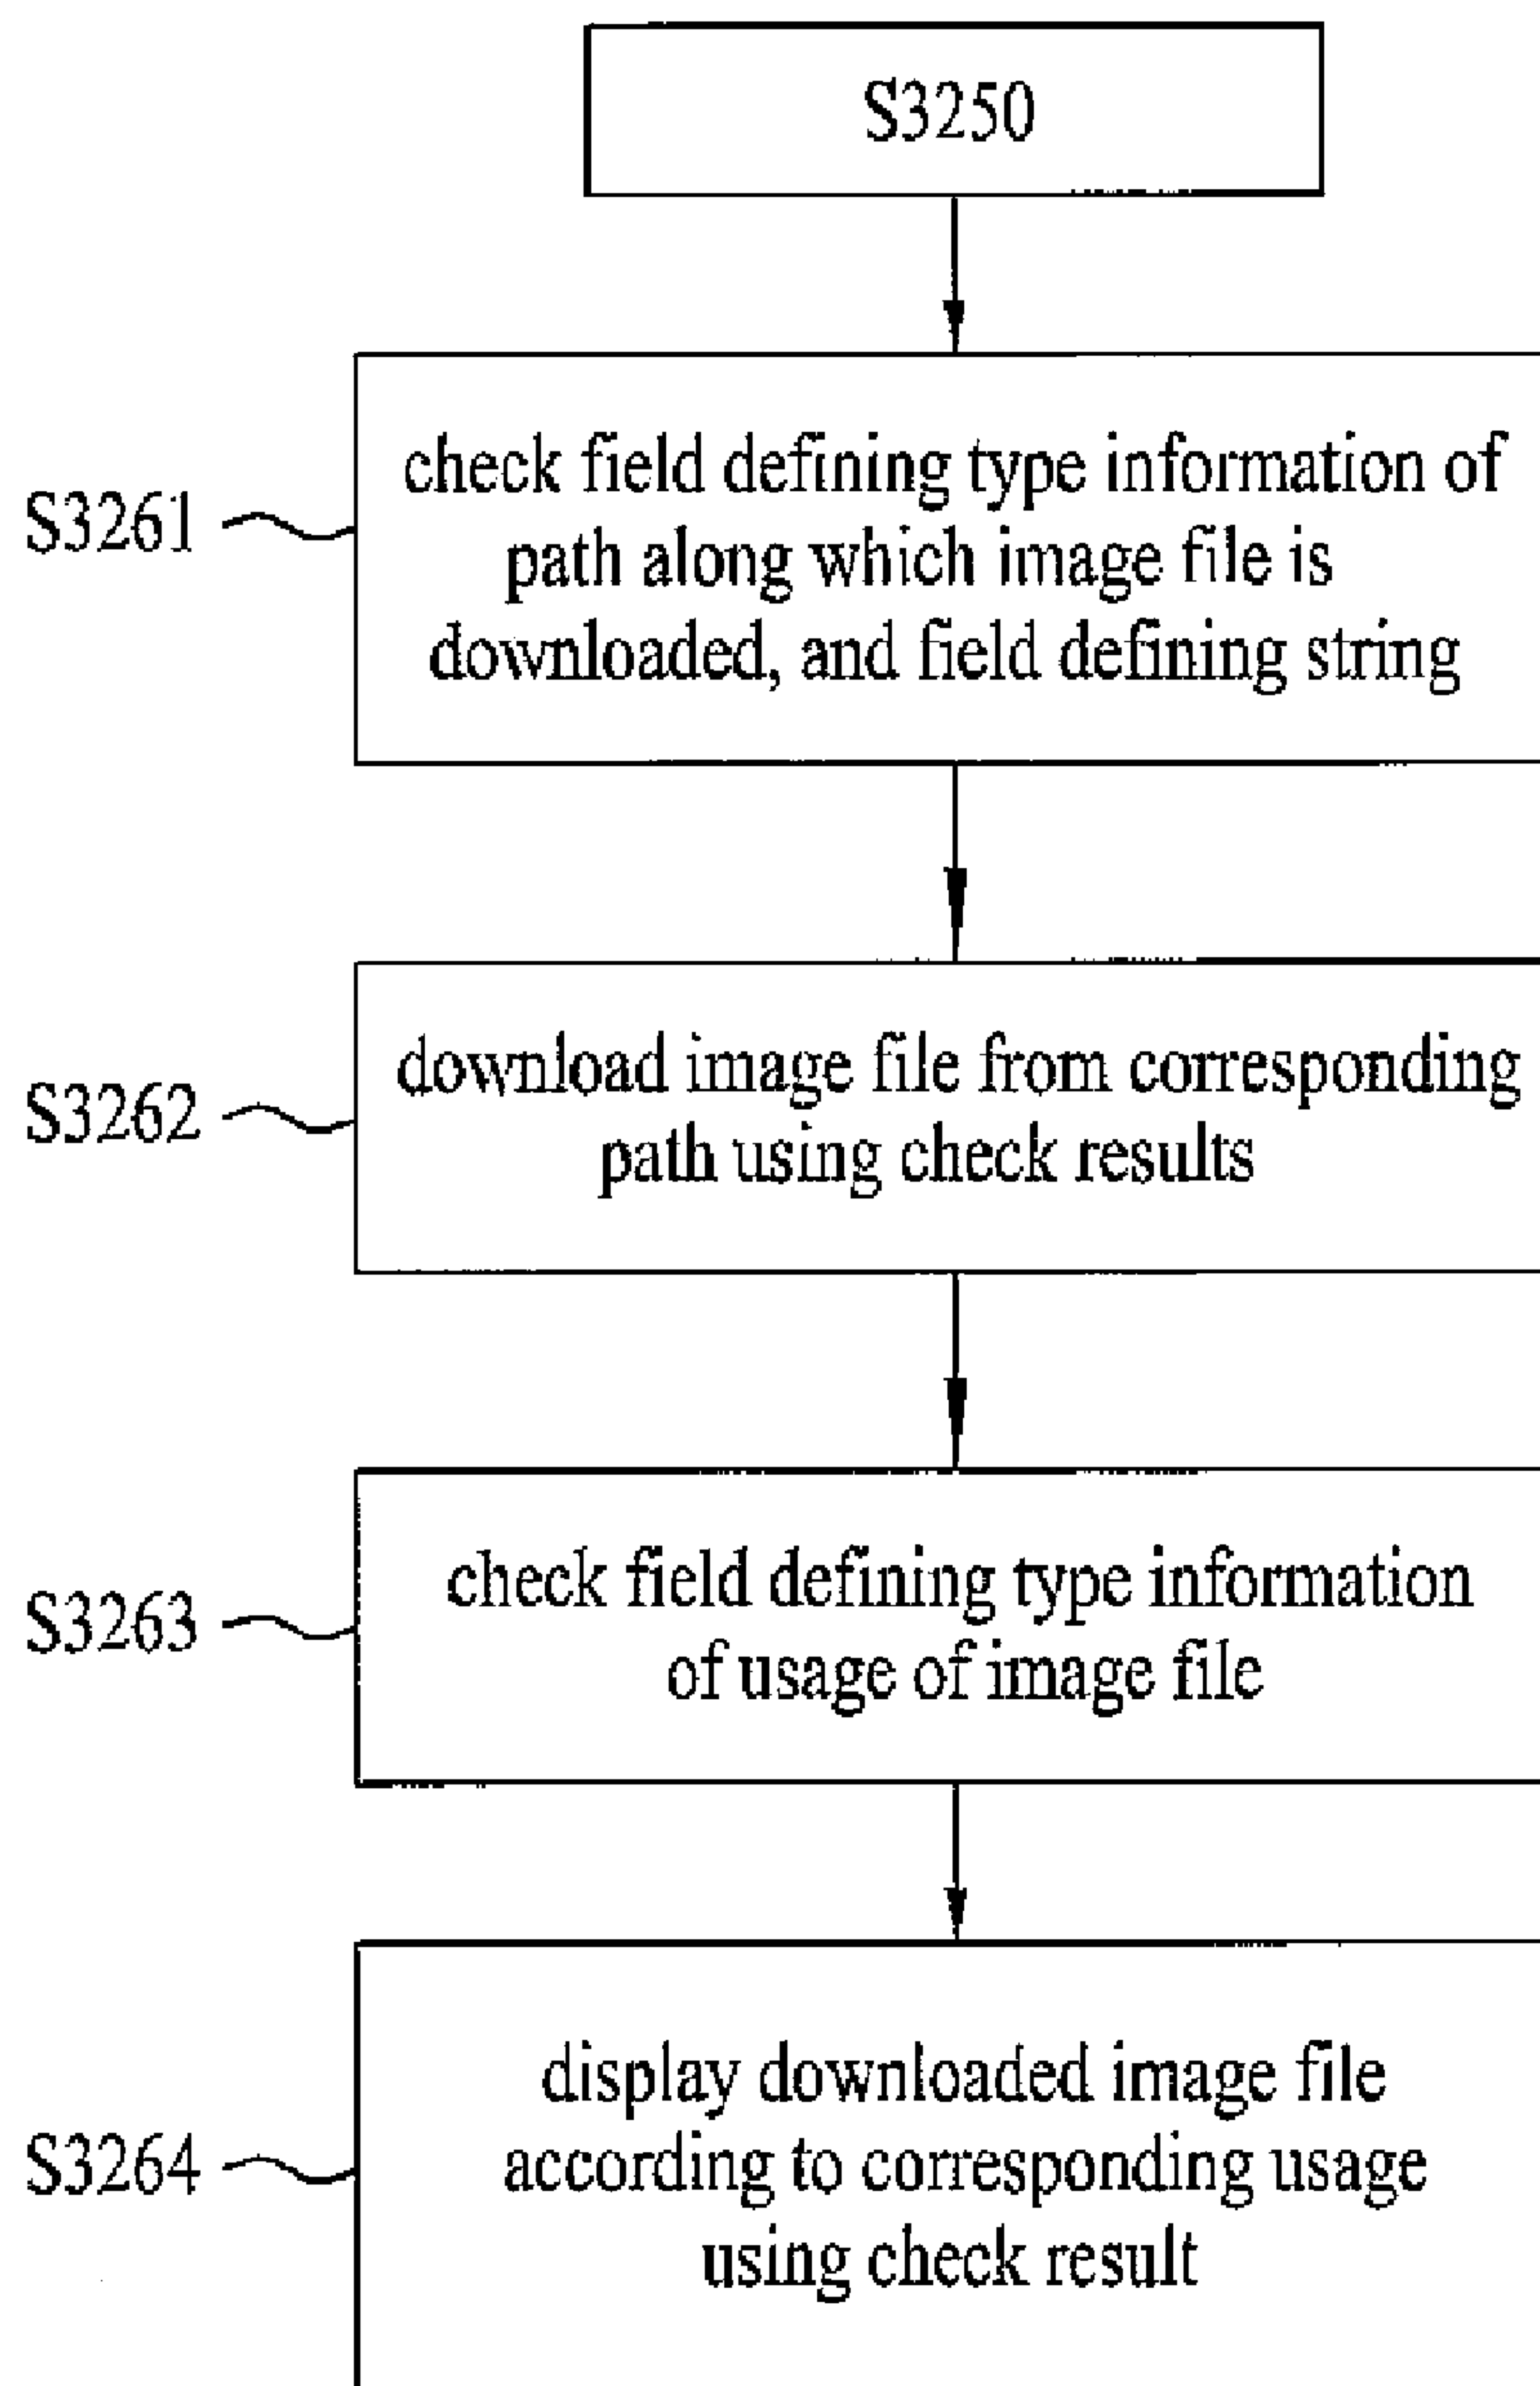 S3250
S3261
check field defining type information of
path along which image file is
downloaded, and field defining string
S3262
download image file from corresponding
path using check results
S3263
check field defining type information
of usage of image file
S3264
display downloaded image file
according to corresponding usage
using check result